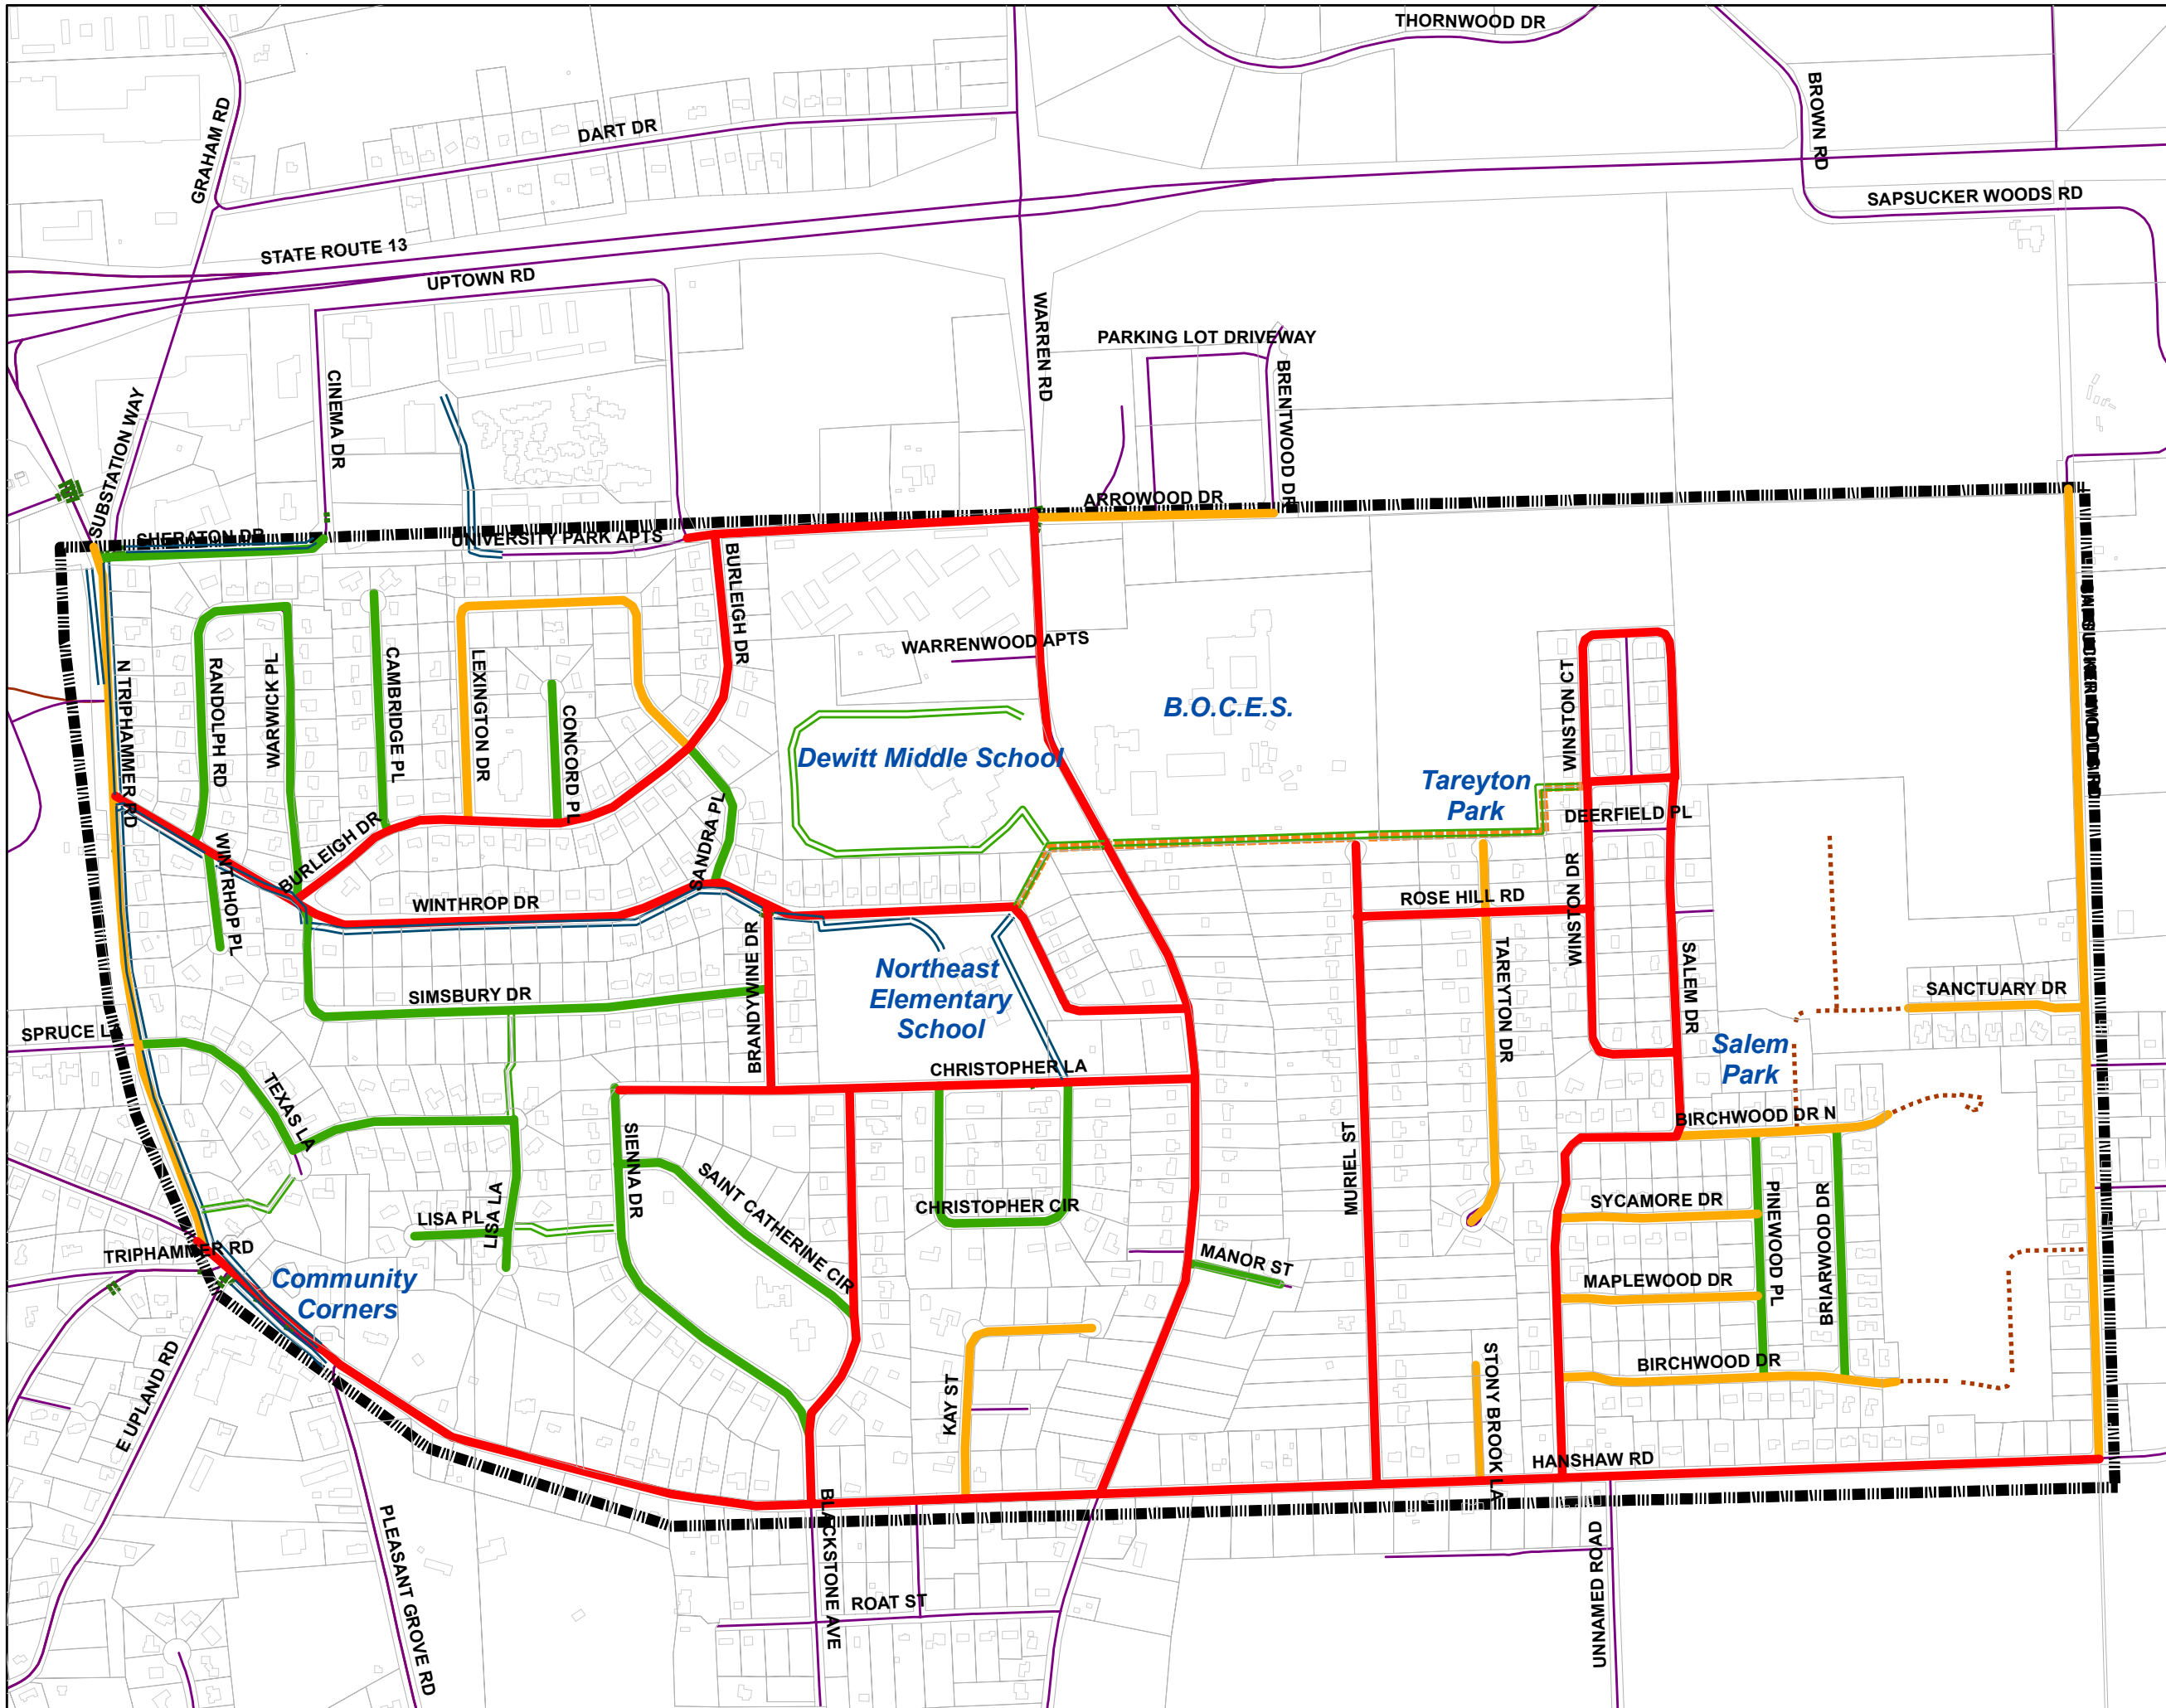 THORNWOOD DR
BROWN RD
GRAHAM RD
DART DR
SAPSUCKER WOODS RD
STATE ROUTE 13
UPTOWN RD
WARREN RD
PARKING LOT DRIVEWAY
BRENTWOOD DR
CINEMA DR
SUBSTATION WAY
ARROWOOD DR
SHERATON DR
UNIVERSITY PARK APTS
BURLEIGH DR
WARRENWOOD APTS
N TRIPHAMMER RD
RANDOLPH RD
WARWICK PL
CAMBRIDGE PL
LEXINGTON DR
CONCORD PL
B.O.C.E.S.
WINSTON CT
Dewitt Middle School
Tareyton
Park
DEERFIELD PL
SANDRA PL
BURLEIGH DR
WINTRHOP PL
WINTHROP DR
ROSE HILL RD
WINSTON DR
BRANDYWINE DR
TAREYTON DR
SALEM DR
Northeast
Elementary
School
SIMSBURY DR
SANCTUARY DR
SPRUCE LA
Salem
Park
CHRISTOPHER LA
TEXAS LA
BIRCHWOOD DR N
SIENNA DR
MURIEL ST
SAINT CATHERINE CIR
LISA LA
LISA PL
CHRISTOPHER CIR
SYCAMORE DR
PINEWOOD PL
BRIARWOOD DR
TRIPHAMMER RD
MANOR ST
Community
Corners
MAPLEWOOD DR
E UPLAND RD
KAY ST
STONY BROOK LA
BIRCHWOOD DR
HANSHAW RD
BLACKSTONE AVE
PLEASANT GROVE RD
UNNAMED ROAD
ROAT ST